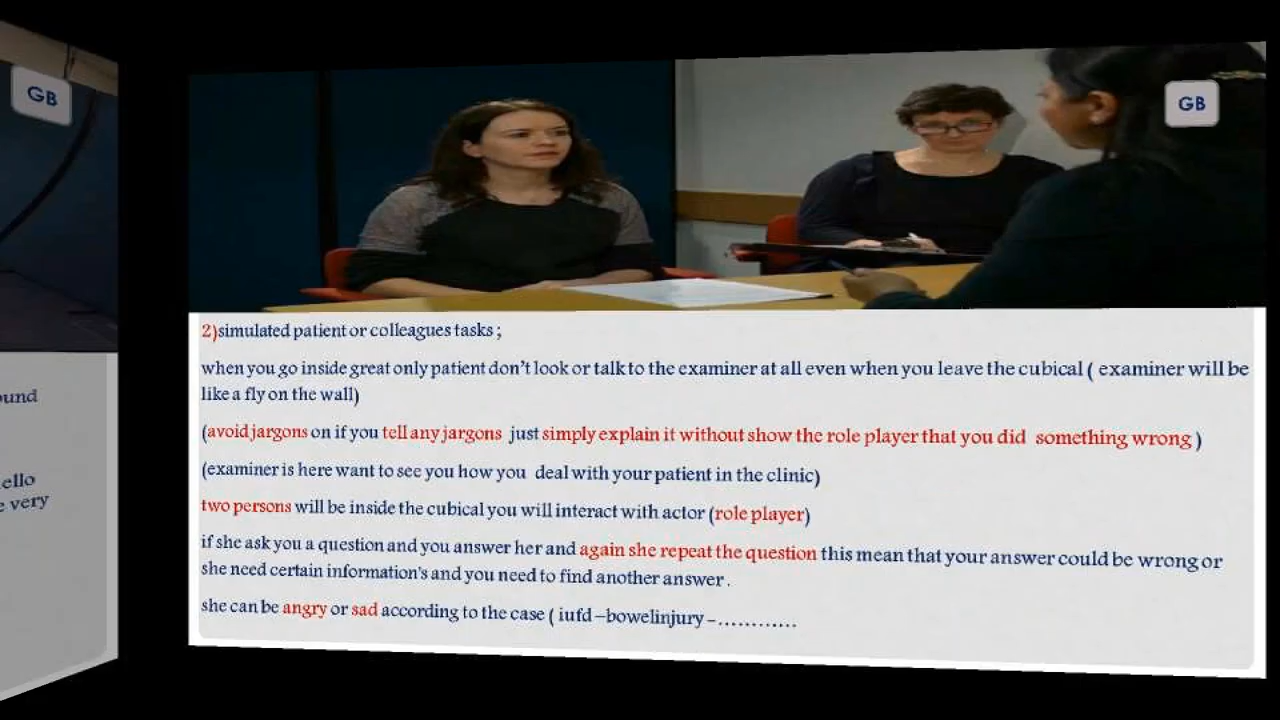 GB
ound
ello
very
GB
2)simulated patient or colleagues tasks ;
when you go inside great only patient don't look or talk to the examiner at all even when you leave the cubical ( examiner will be
like a fly on the wall)
(avoid jargons on if you tell any jargons just simply explain it without show the role player that you did something wrong )
(examiner is here want to see you how you deal with your patient in the clinic)
two persons will be inside the cubical you will interact with actor (role player)
if she ask you a question and you answer her and again she repeat the question this mean that your answer could be wrong or
she need certain information's and you need to find another answer .
she can be angry or sad according to the case ( iufd –bowelinjury -…………